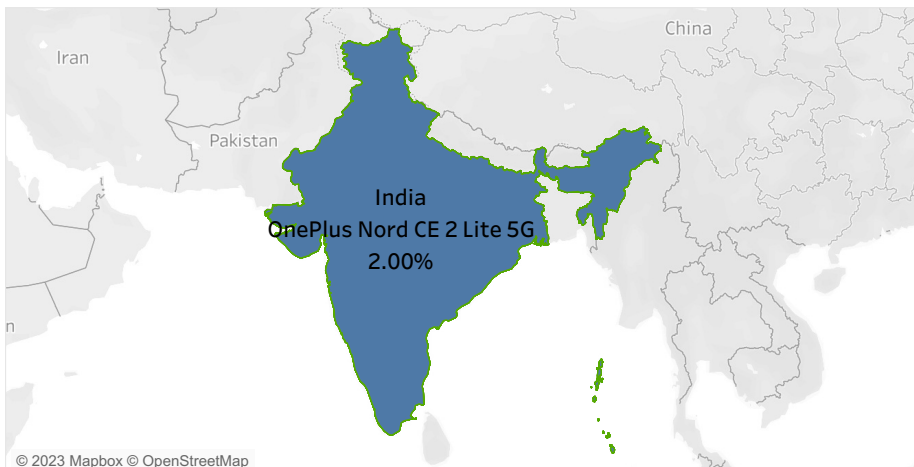 China
Iran
Pakistan
India
OnePlus Nord CE 2 Lite 5G
2.00%
n
© 2023 Mapbox © OpenStreetMap